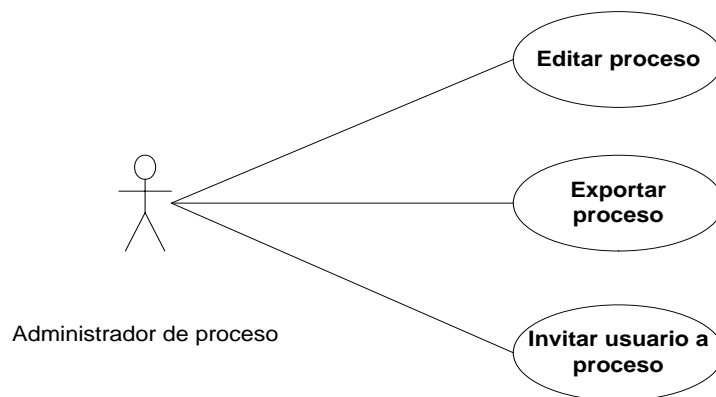 Editar proceso
Exportar
proceso
Administrador de proceso
Invitar usuario a
proceso